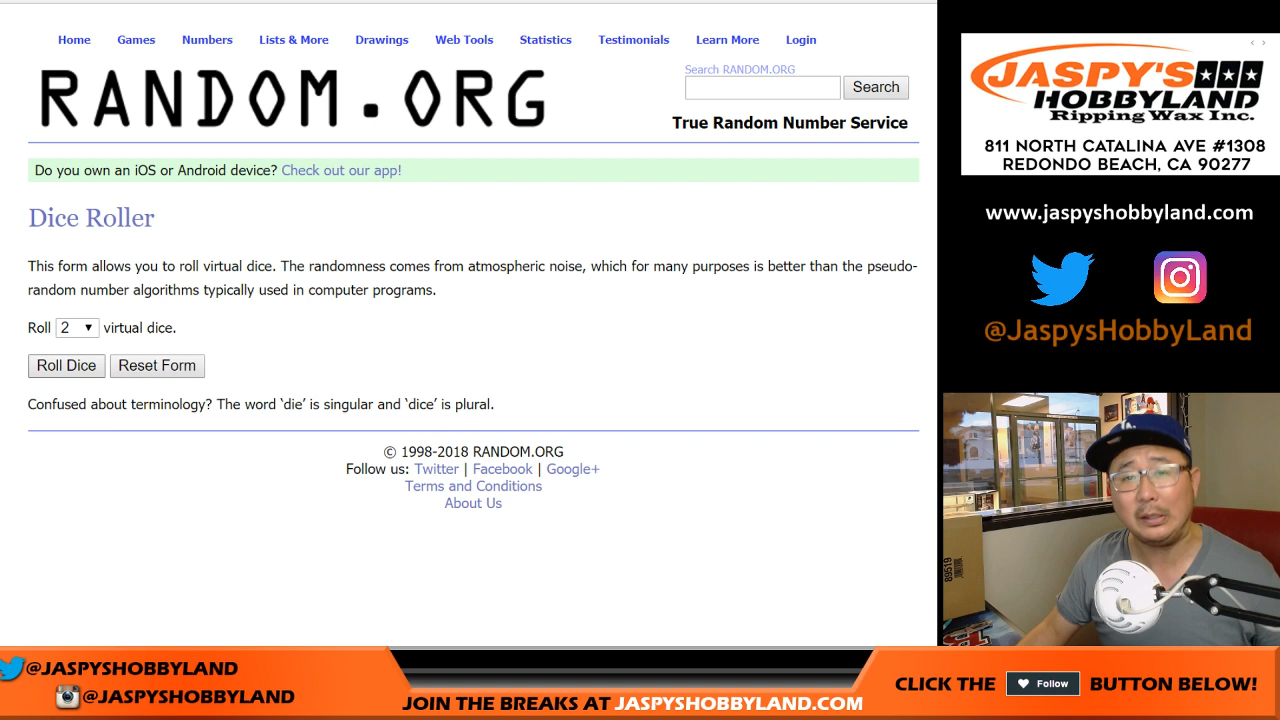 Home Games Numbers Lists & More Drawings Web Tools Statistics Testimonials Learn More Login
RANDOM.ORG
Search RANDOM.ORG
Search
True Random Number Service
Do you own an iOS or Android device? Check out our app!
Dice Roller
This form allows you to roll virtual dice. The randomness comes from atmospheric noise, which for many purposes is better than the pseudo-
random number algorithms typically used in computer programs.
Roll 2 virtual dice.
Roll Dice Reset Form
Confused about terminology? The word ‘die’ is singular and ‘dice’ is plural.
© 1998-2018 RANDOM.ORG
Follow us: Twitter | Facebook | Google+
Terms and Conditions
About Us
JASPY'S
HOBBYLAND
Ripping Wax Inc.
811 NORTH CATALINA AVE #1308
REDONDO BEACH, CA 90277
www.jaspyshobbyland.com
@JaspysHobbyLand
@JASPYSHOBBYLAND
@JASPYSHOBBYLAND
JOIN THE BREAKS AT JASPYSHOBBYLAND.COM
CLICK THE Follow BUTTON BELOW!